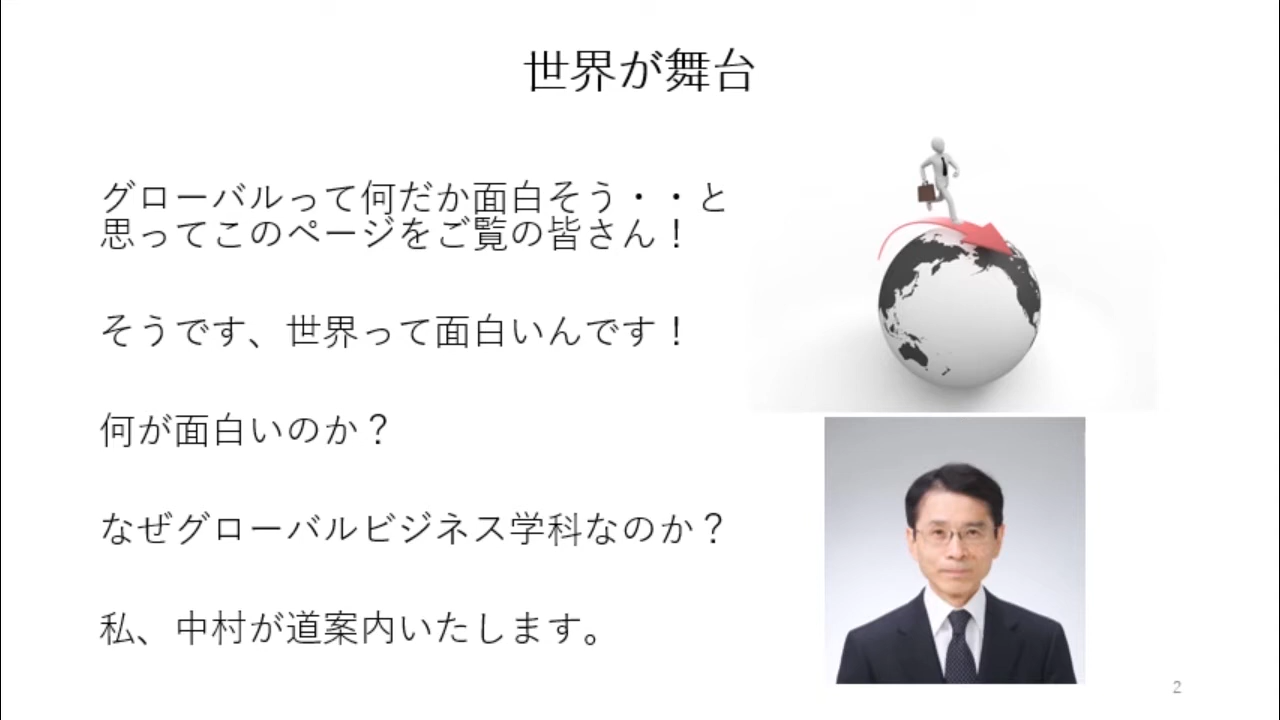 世界が舞台
グローバルって何だか面白そう・・と
思ってこのページをご覧の皆さん！
そうです、世界って面白いんです！
何が面白いのか？
なぜグローバルビジネス学科なのか？
私、中村が道案内いたします。
2